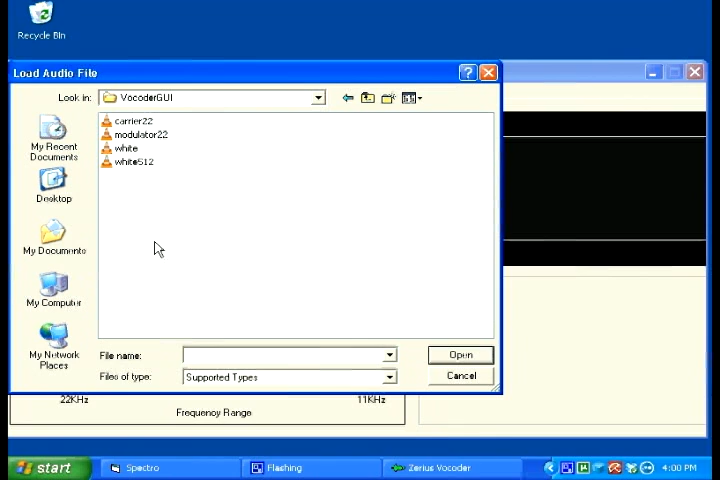 Recycle Bin
Load Audio File
Look in:
VocoderGUI
My Recent
Documents
Desktop
My Documents
My Computer
My Network
Places
carrier22
modulator22
white
white512
File name:
Open
Files of type:
Supported Types
Cancel
22KHz
11KHz
Frequency Range
start
Spectro
Flashing
Zerius Vocoder
4:00 PM